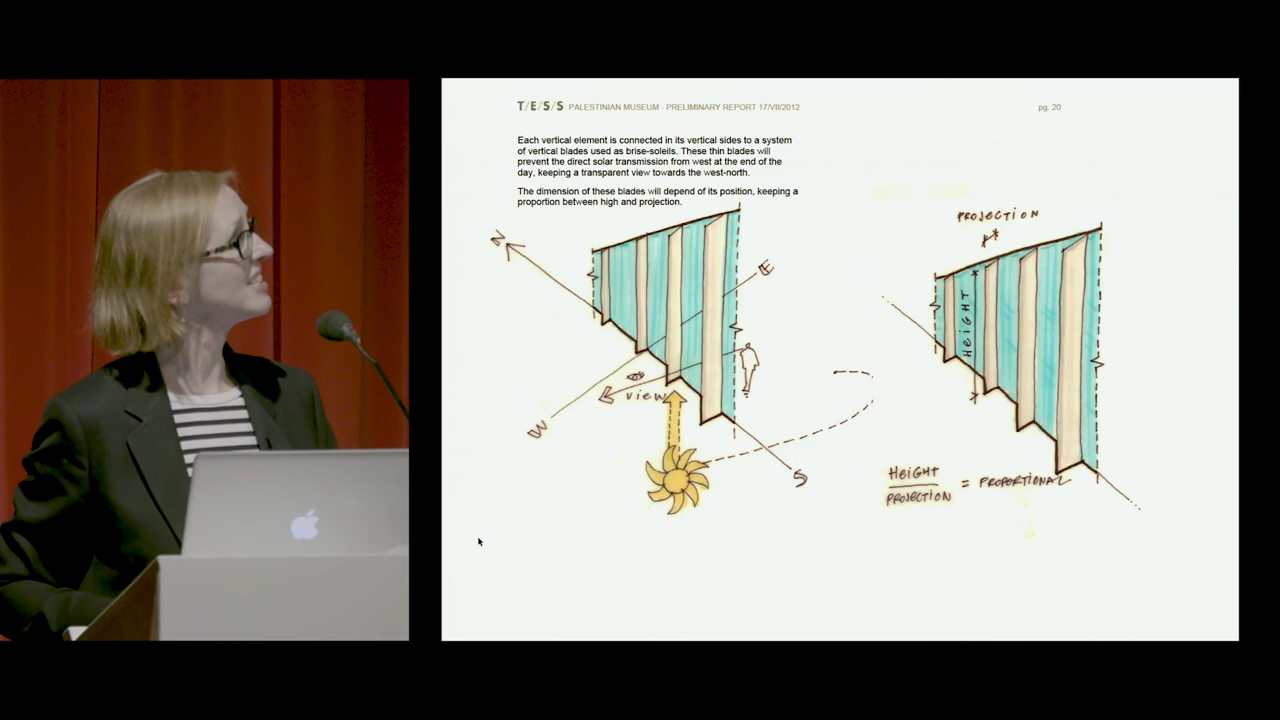 T/E/S/S PALESTINIAN MUSEUM - PRELIMINARY REPORT 17/VII/2012
pg. 20
Each vertical element is connected in its vertical sides to a system
of vertical blades used as brise-soleils. These thin blades will
prevent the direct solar transmission from west at the end of the
day, keeping a transparent view towards the west-north.
The dimension of these blades will depend of its position, keeping a
proportion between high and projection.
N
E
view
W
S
PROJECTION
HEIGHT
HEIGHT
PROJECTION
= PROPORTIONAL